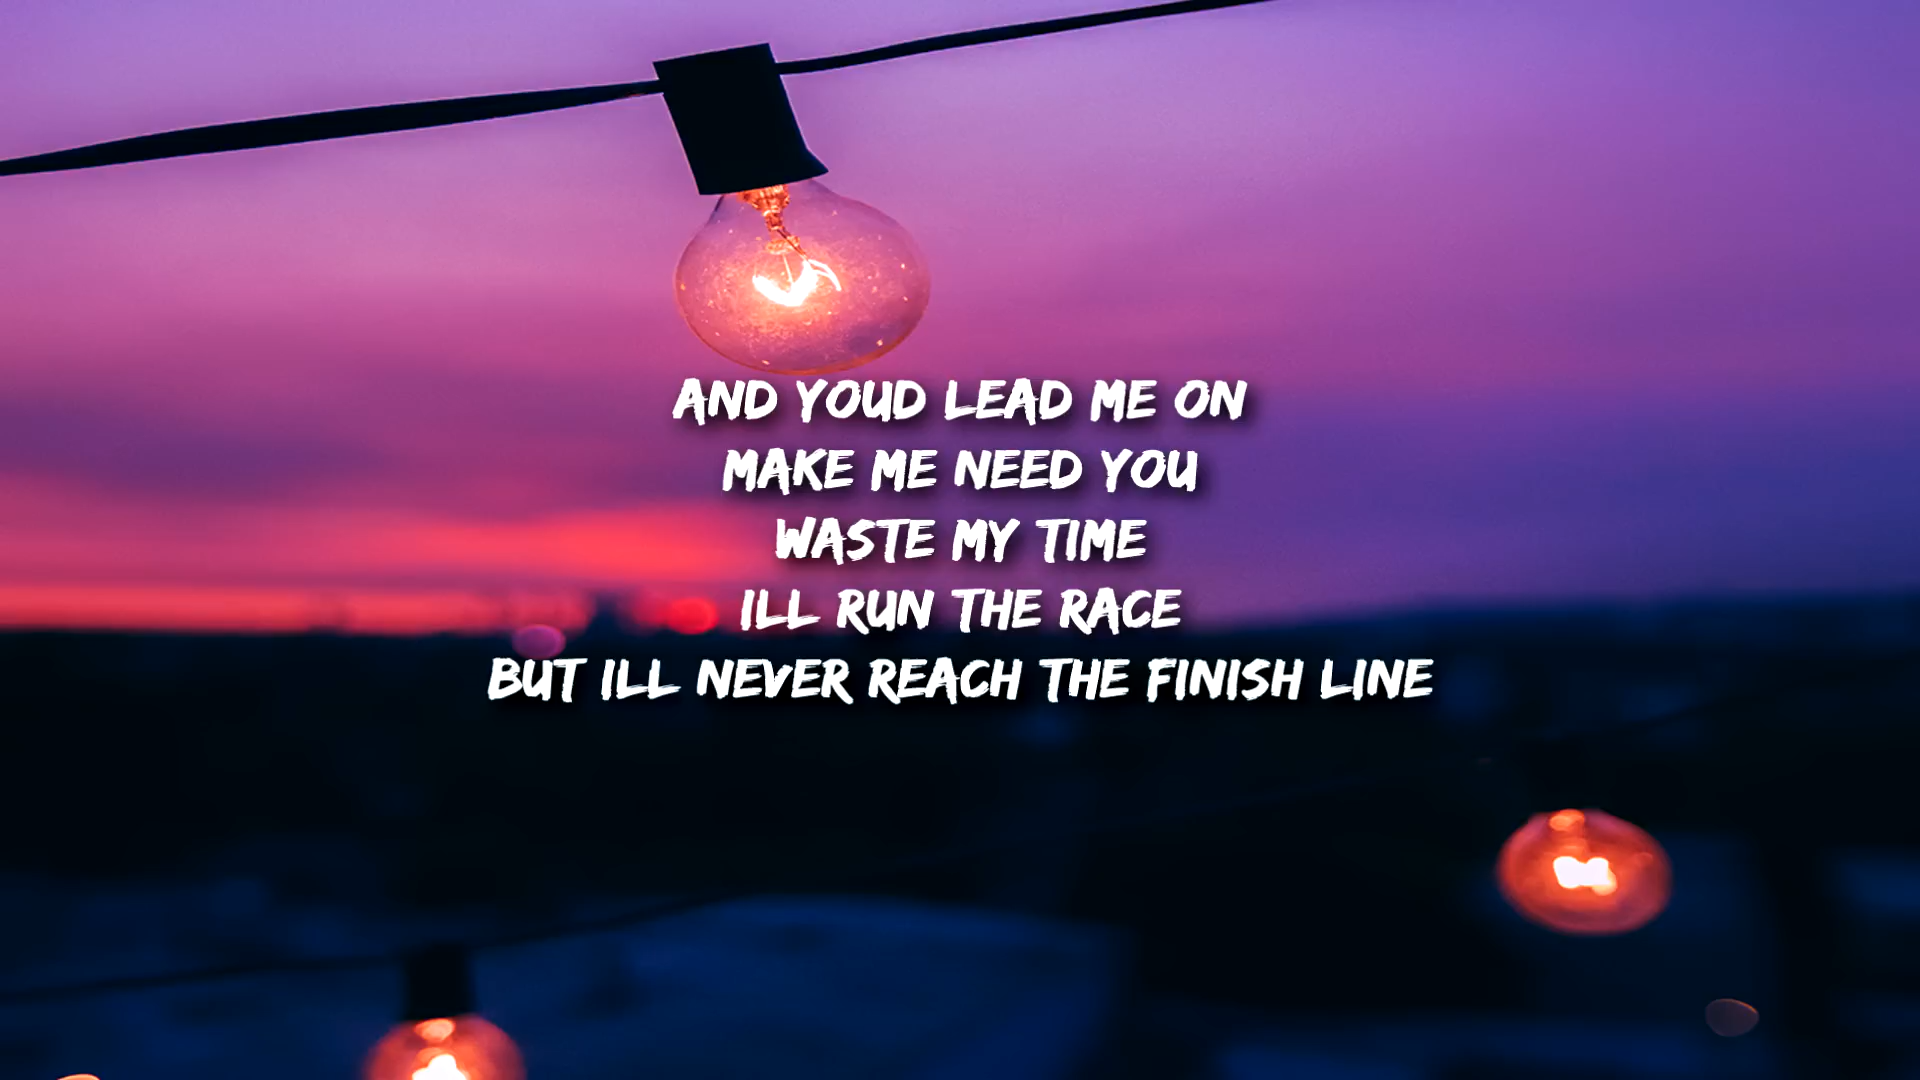 AND YOUD LEAD ME ON
MAKE ME NEED YOU
WASTE MY TIME
ILL RUN THE RACE
BUT ILL NEVER REACH THE FINISH LINE